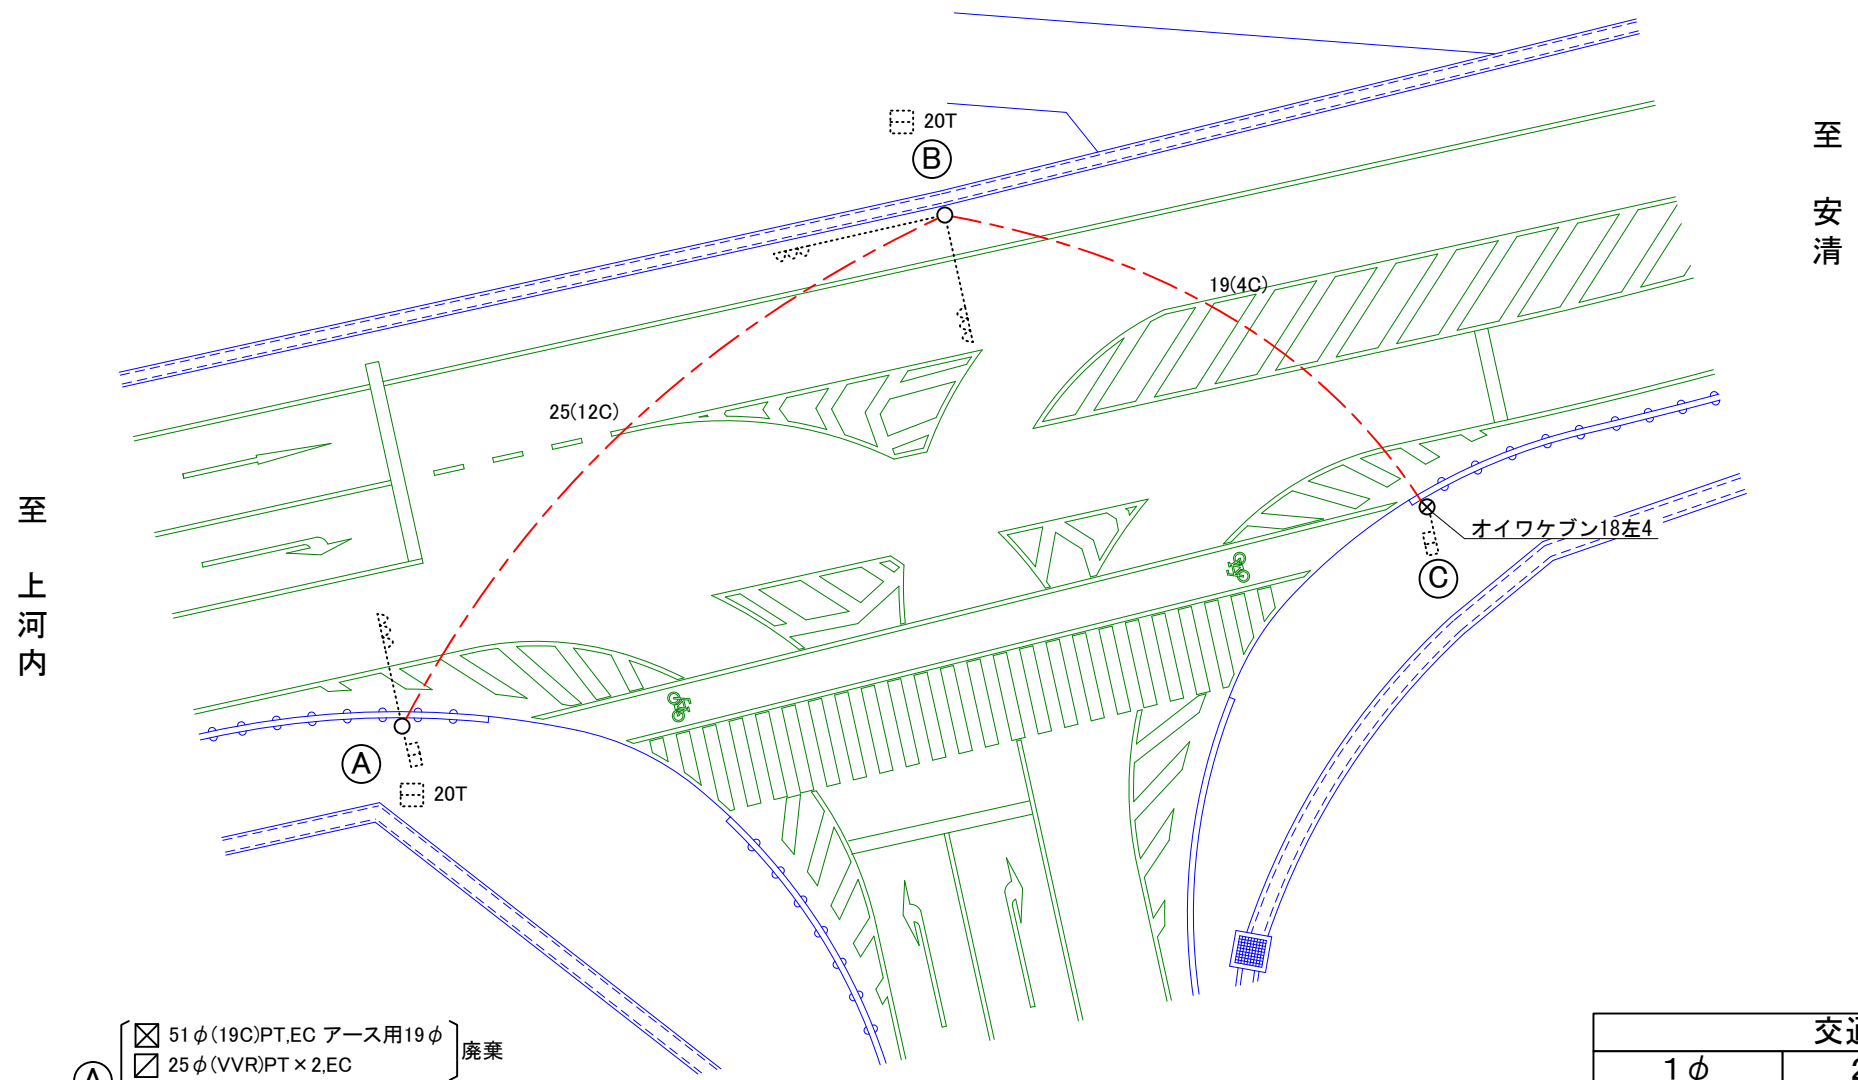 20T
B
至 安清
19(4C)
25(12C)
至 上河内
オイワケブン18左4
C
A
20T
51φ(19C)PT,EC アース用19φ
25φ(VVR)PT×2,EC
廃棄
A
交通
1φ
2